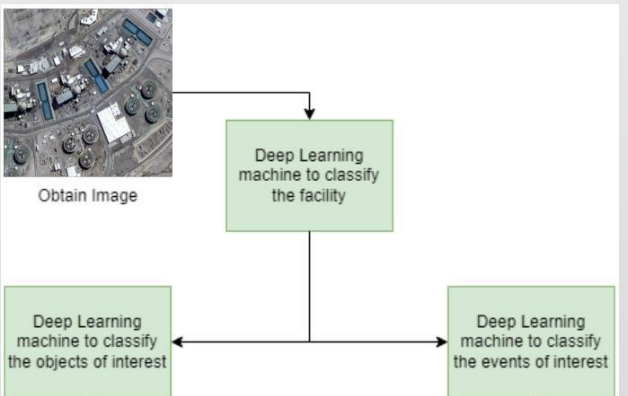 Obtain Image
Deep Learning
machine to classify
the facility
Deep Learning
machine to classify
the objects of interest
Deep Learning
machine to classify
the events of interest